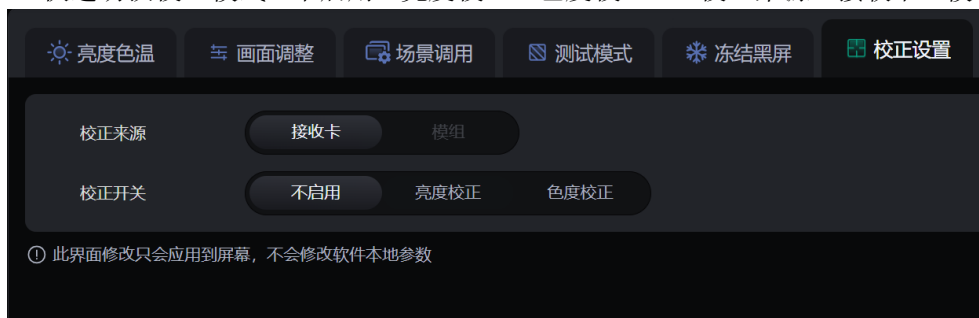 亮度色温 画面调整 场景调用 测试模式 冻结黑屏 校正设置
校正来源 接收卡 模组
校正开关 不启用 亮度校正 色度校正
此界面修改只会应用到屏幕，不会修改软件本地参数